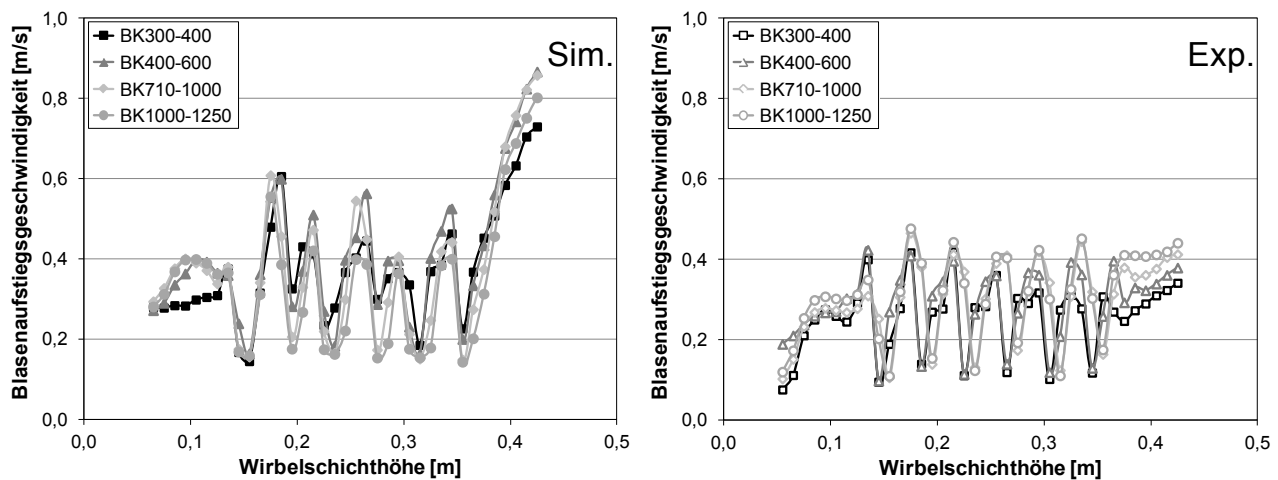 Blasenaufstiegsgeschwindigkeit [m/s]
1,0
0,8
0,6
0,4
0,2
0,0
BK300-400
BK400-600
BK710-1000
BK1000-1250
Sim.
0,0 0,1 0,2 0,3 0,4 0,5
Wirbelschichthöhe [m]
Blasenaufstiegsgeschwindigkeit [m/s]
1,0
0,8
0,6
0,4
0,2
0,0
BK300-400
BK400-600
BK710-1000
BK1000-1250
Exp.
0,0 0,1 0,2 0,3 0,4 0,5
Wirbelschichthöhe [m]